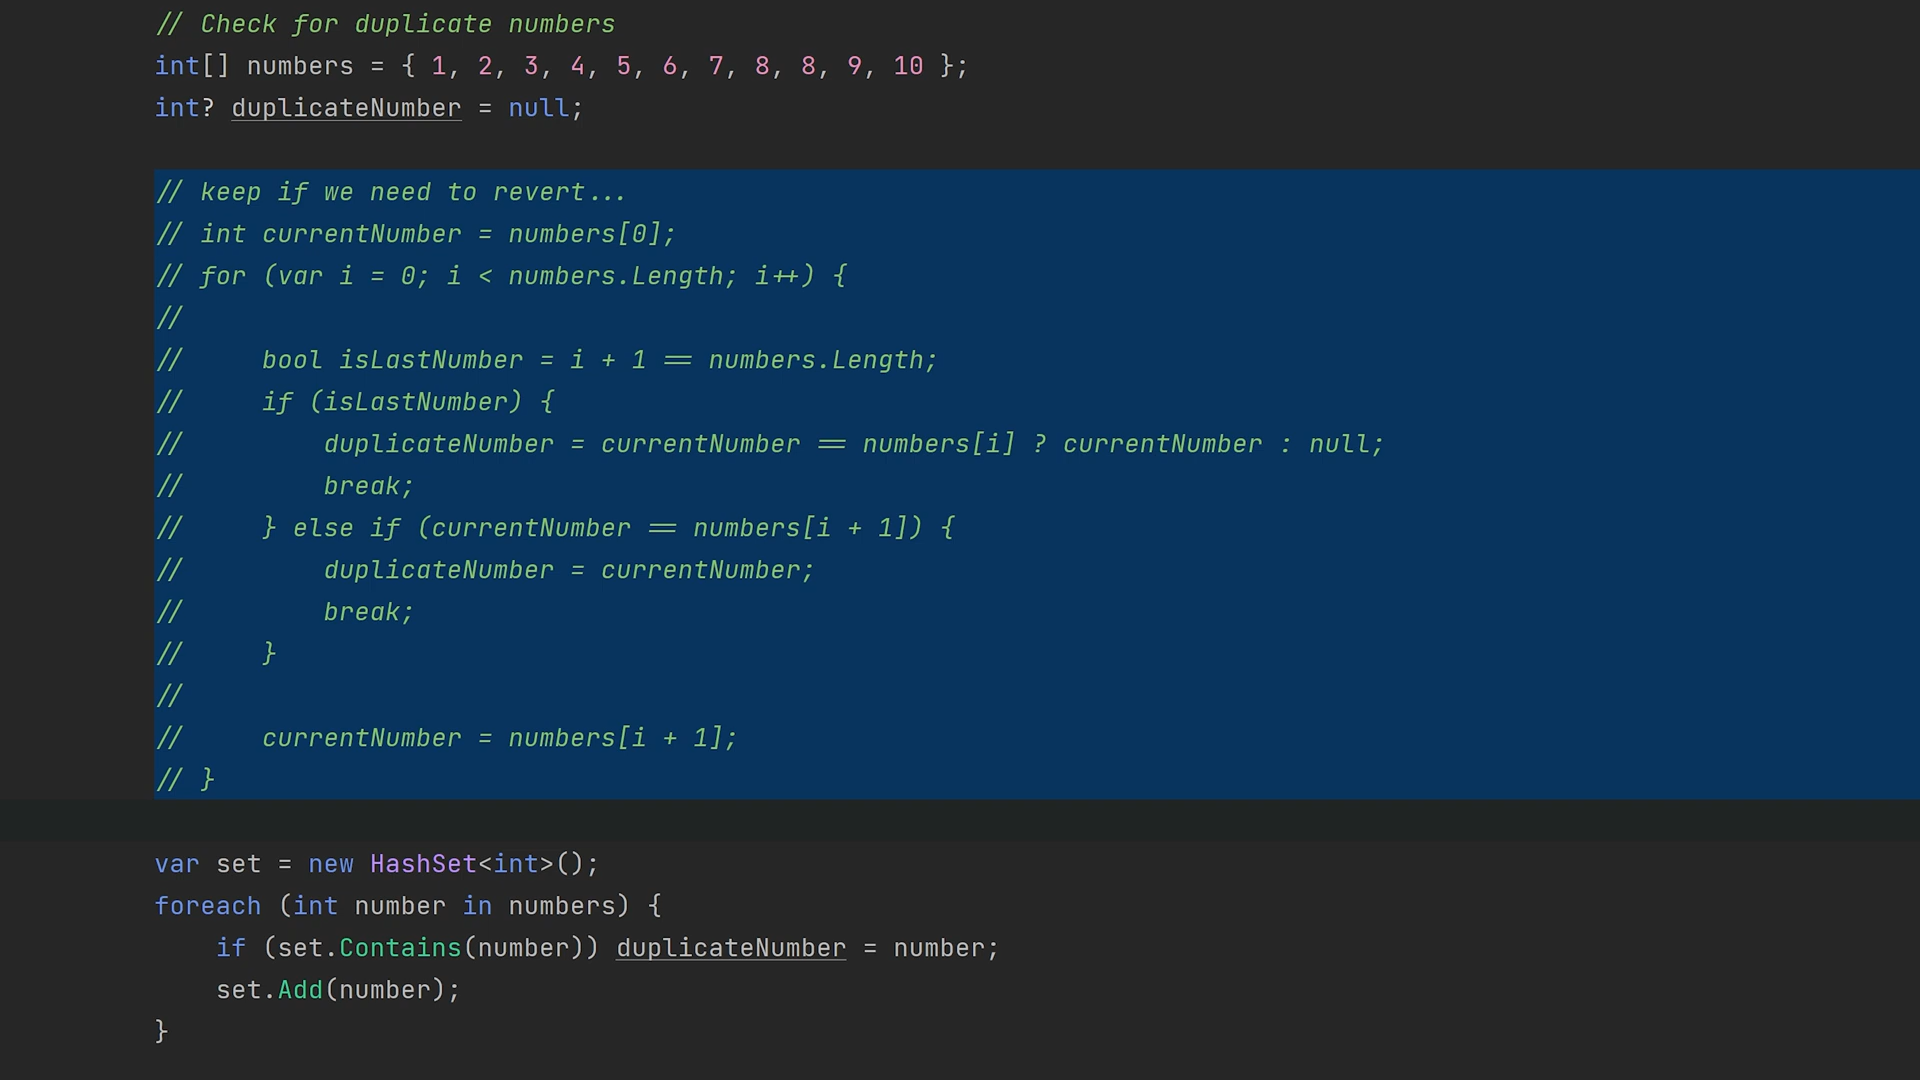 // Check for duplicate numbers
int[] numbers = { 1, 2, 3, 4, 5, 6, 7, 8, 8, 9, 10 };
int? duplicateNumber = null;
// keep if we need to revert...
// int currentNumber = numbers[0];
// for (var i = 0; i < numbers.Length; i++) {
//
//     bool isLastNumber = i + 1 == numbers.Length;
//     if (isLastNumber) {
//         duplicateNumber = currentNumber == numbers[i] ? currentNumber : null;
//         break;
//     } else if (currentNumber == numbers[i + 1]) {
//         duplicateNumber = currentNumber;
//         break;
//     }
//
//     currentNumber = numbers[i + 1];
// }
var set = new HashSet<int>();
foreach (int number in numbers) {
    if (set.Contains(number)) duplicateNumber = number;
    set.Add(number);
}